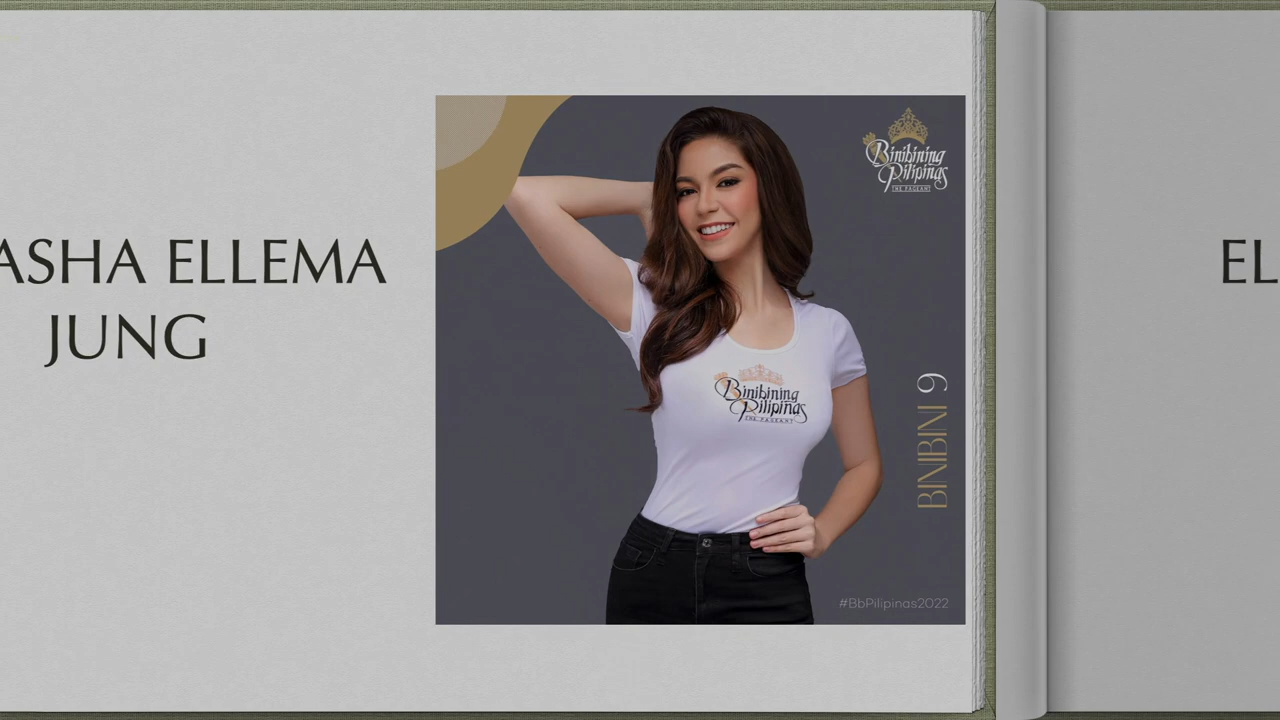 ASHA ELLEMA
JUNG
Binibining
Pilipinas
THE PAGEANT
Binibining
Pilipinas
THE PAGEANT
BINIBINI 9
#BbPilipinas2022
EL